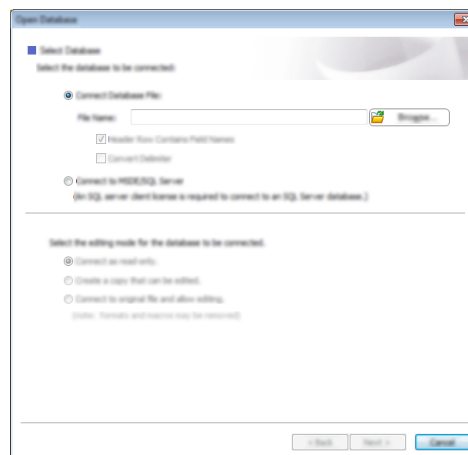 Open Database
Select Database
Select the database to be connected:
Connect Database File:
File Name:
Browse...
Header Row Contains Field Names
Convert Delimiter
Connect to MSDE/SQL Server
(An SQL server client license is required to connect to an SQL Server database.)
Select the editing mode for the database to be connected.
Connect as read-only.
Create a copy that can be edited.
Connect to original file and allow editing.
(note: Formats and macros may be removed)
< Back
Next >
Cancel